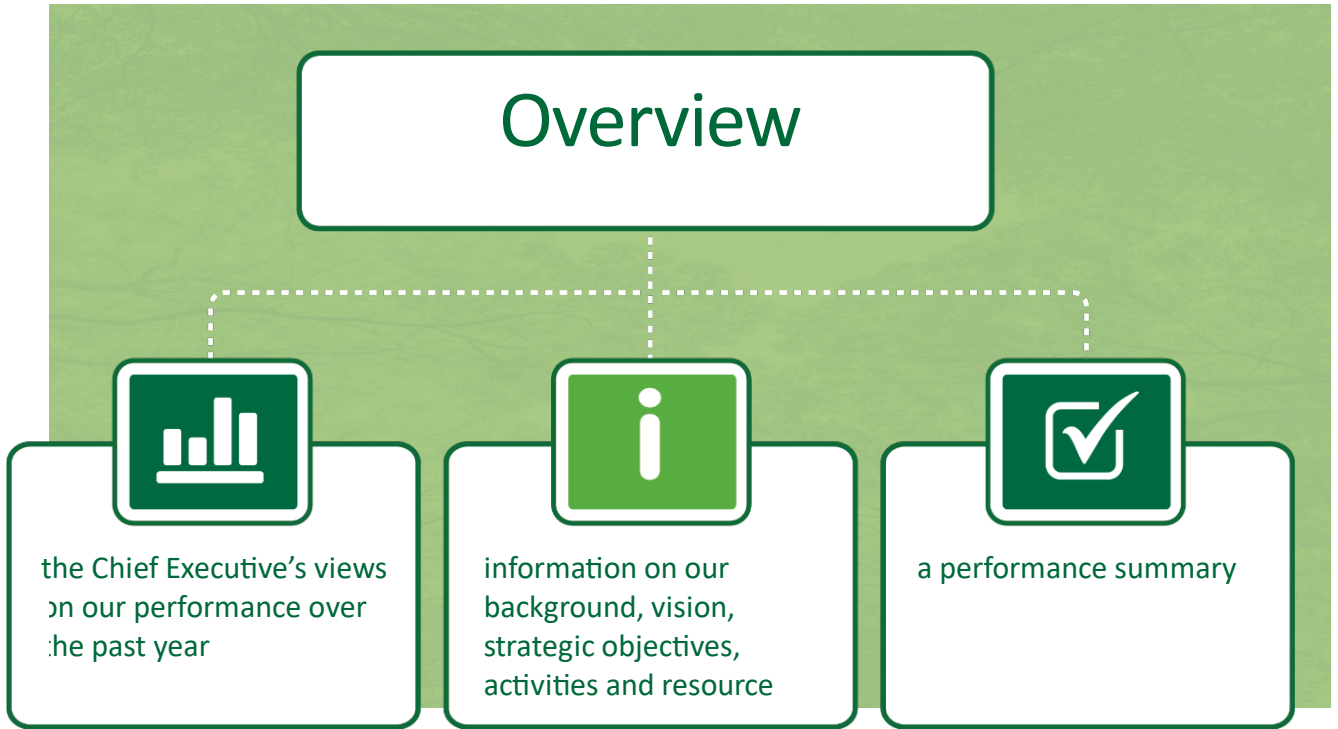 Overview
the Chief Executive’s views
on our performance over
the past year
information on our
background, vision,
strategic objectives,
activities and resource
a performance summary